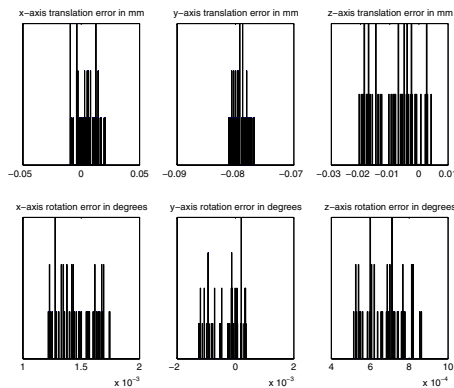 x−axis translation error in mm
y−axis translation error in mm
z−axis translation error in mm
−0.05 0 0.05
−0.09 −0.08 −0.07
−0.03 −0.02 −0.01 0 0.01
x−axis rotation error in degrees
y−axis rotation error in degrees
z−axis rotation error in degrees
1 1.5 2
x 10⁻³
−2 0 2
x 10⁻³
4 6 8 10
x 10⁻⁴